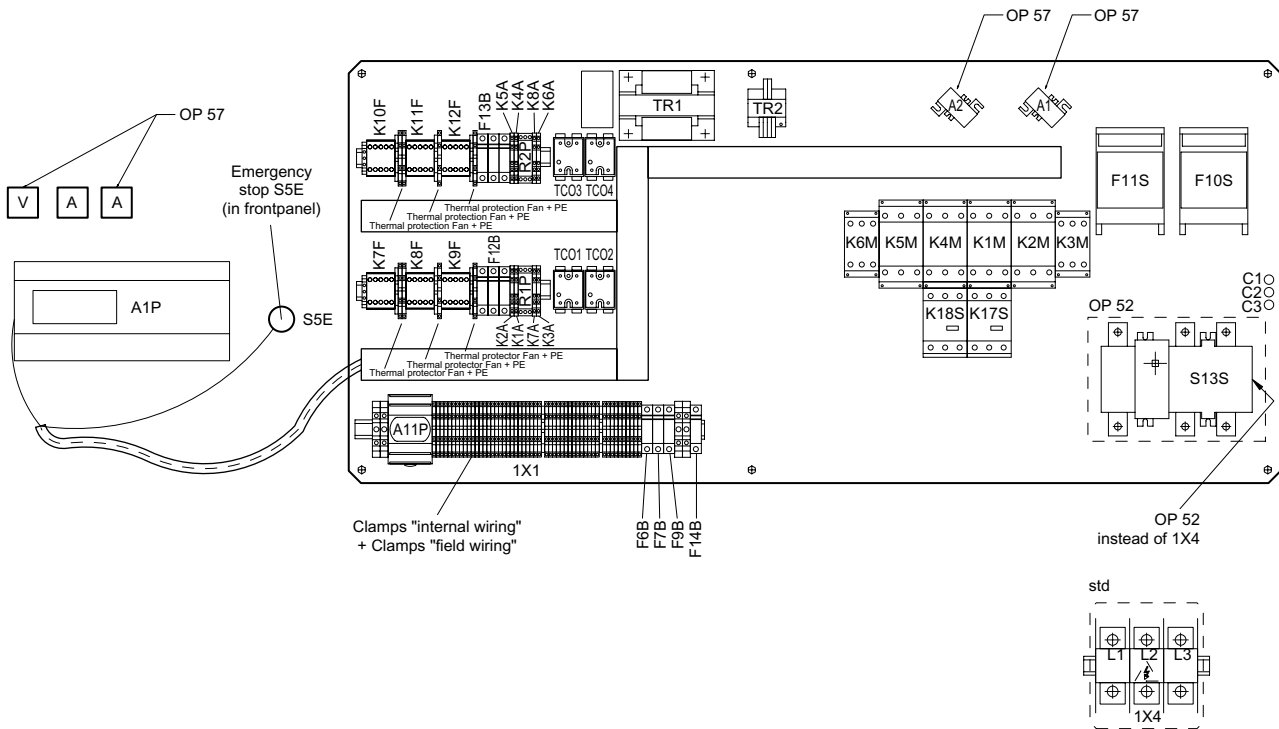 OP 57
OP 57
OP 57
V
A
A
Emergency
stop S5E
(in frontpanel)
A1P
S5E
K10F
K11F
K12F
F13B
K5A
K4A
K8A
K6A
R2P
TCO3
TCO4
TR1
TR2
A2
A1
F11S
F10S
Thermal protection Fan + PE
Thermal protection Fan + PE
Thermal protection Fan + PE
K7F
K8F
K9F
F12B
R1P
TCO1
TCO2
K2A
K1A
K7A
K3A
Thermal protector Fan + PE
Thermal protector Fan + PE
Thermal protector Fan + PE
K6M
K5M
K4M
K1M
K2M
K3M
K18S
K17S
C1
C2
C3
OP 52
S13S
A11P
1X1
Clamps "internal wiring"
+ Clamps "field wiring"
F6B
F7B
F9B
F14B
OP 52
instead of 1X4
std
L1
L2
L3
1X4